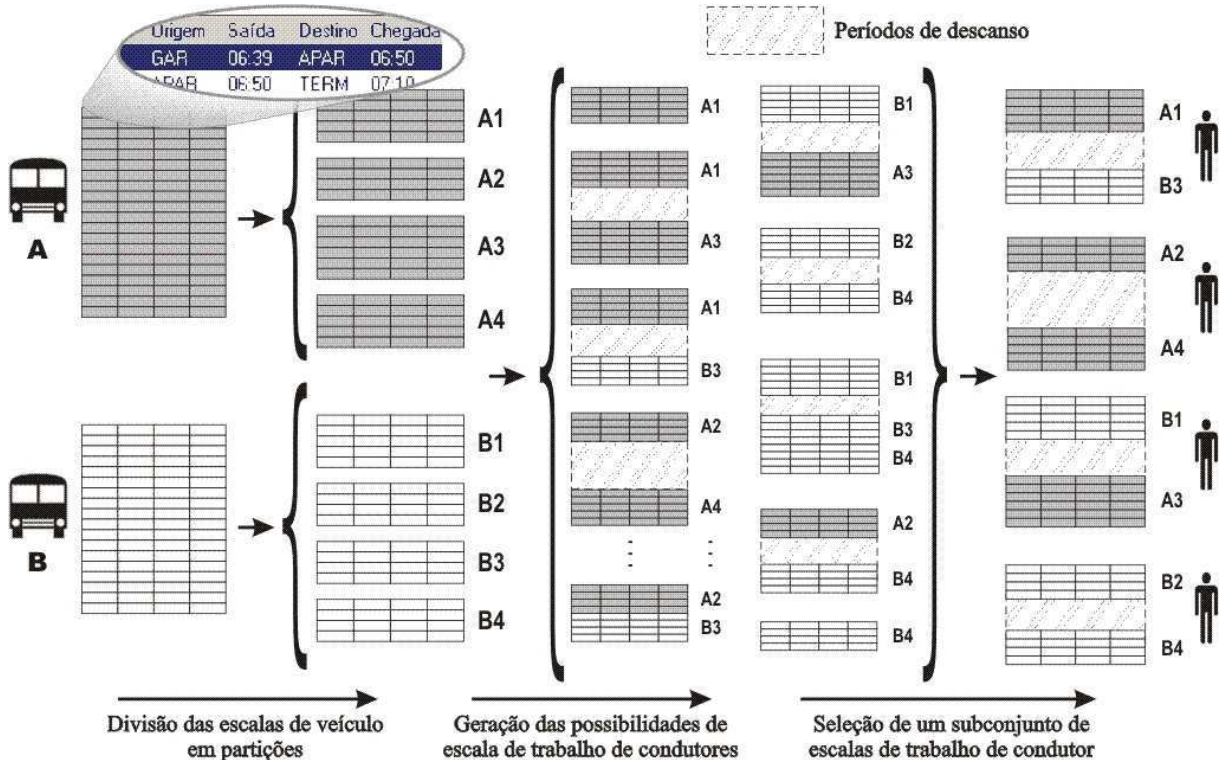 Origem Saída Destino Chegada
GAR 06:39 APAR 06:50
APAR 06:50 TERM 07:10
Períodos de descanso
A
A1
A2
A3
A4
B
B1
B2
B3
B4
A1
A1
A3
A1
B3
A2
A4
A2
B3
B1
A3
B2
B4
B1
B3
B4
A2
B4
B4
A1
B3
A2
A4
B1
A3
B2
B4
Divisão das escalas de veículo
em partições
Geração das possibilidades de
escala de trabalho de condutores
Seleção de um subconjunto de
escalas de trabalho de condutor